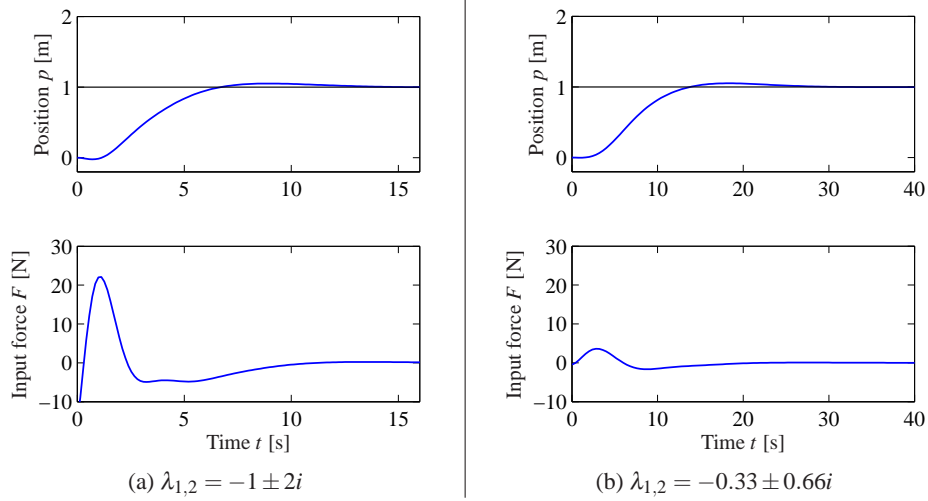 2
1
0
Position p [m]
0 5 10 15
30
20
10
0
−10
Input force F [N]
0 5 10 15
Time t [s]
(a) λ1,2 = −1 ± 2i
2
1
0
Position p [m]
0 10 20 30 40
30
20
10
0
−10
Input force F [N]
0 10 20 30 40
Time t [s]
(b) λ1,2 = −0.33 ± 0.66i